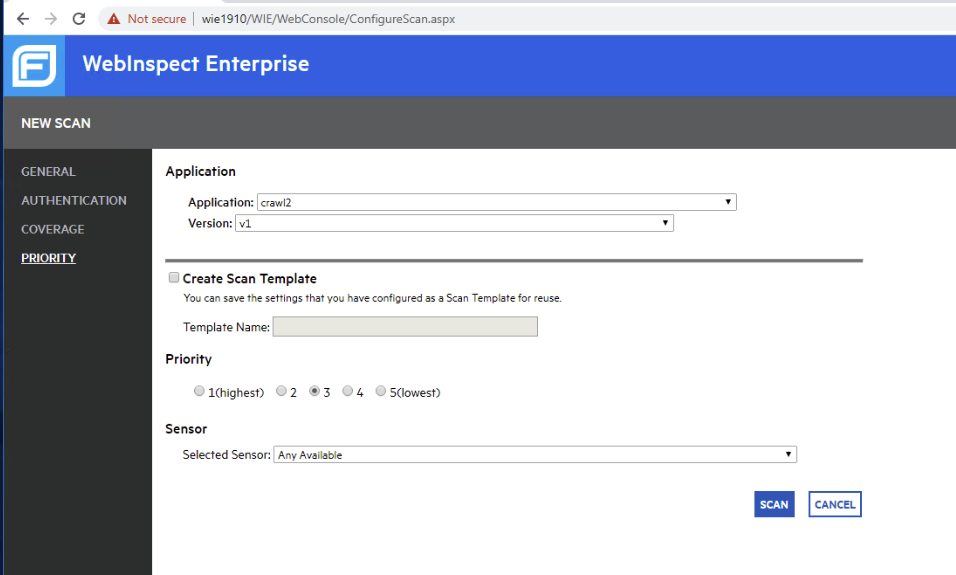 Not secure | wie1910/WIE/WebConsole/ConfigureScan.aspx
F WebInspect Enterprise
NEW SCAN
GENERAL
AUTHENTICATION
COVERAGE
PRIORITY
Application
Application: crawl2
Version: v1
Create Scan Template
You can save the settings that you have configured as a Scan Template for reuse.
Template Name:
Priority
1(highest) 2 3 4 5(lowest)
Sensor
Selected Sensor: Any Available
SCAN CANCEL